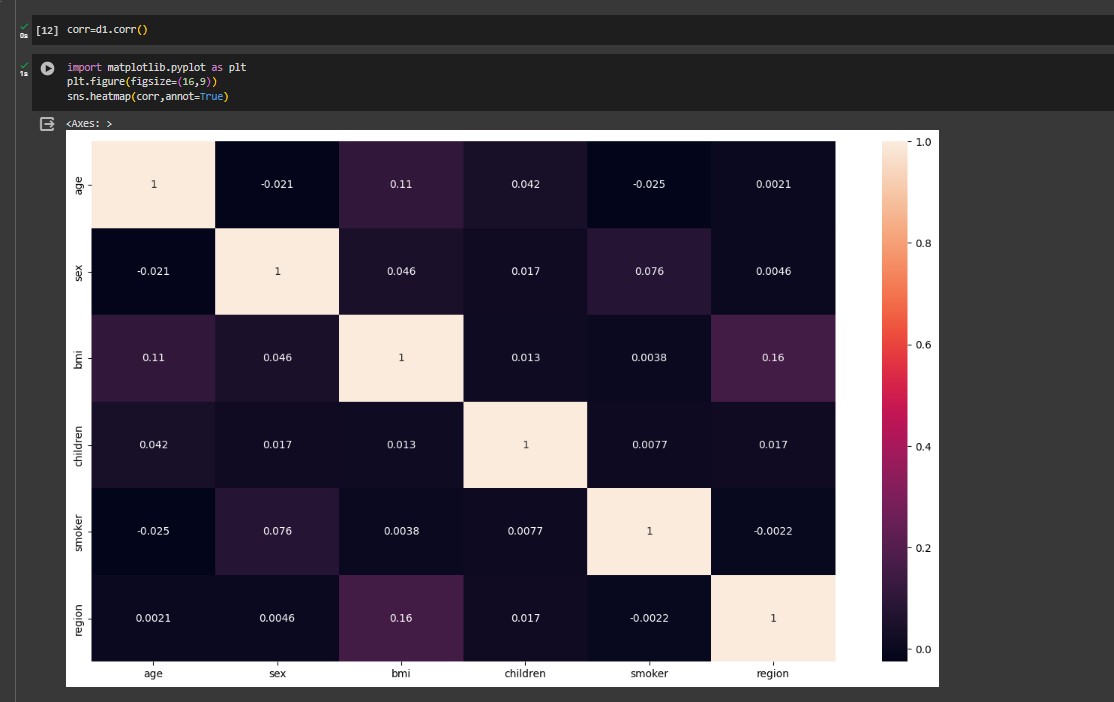 [12] corr=d1.corr()
0s
import matplotlib.pyplot as plt
1s
plt.figure(figsize=(16,9))
sns.heatmap(corr,annot=True)
<Axes: >
age 1 -0.021 0.11 0.042 -0.025 0.0021
sex -0.021 1 0.046 0.017 0.076 0.0046
bmi 0.11 0.046 1 0.013 0.0038 0.16
children 0.042 0.017 0.013 1 0.0077 0.017
smoker -0.025 0.076 0.0038 0.0077 1 -0.0022
region 0.0021 0.0046 0.16 0.017 -0.0022 1
age sex bmi children smoker region
1.0
0.8
0.6
0.4
0.2
0.0